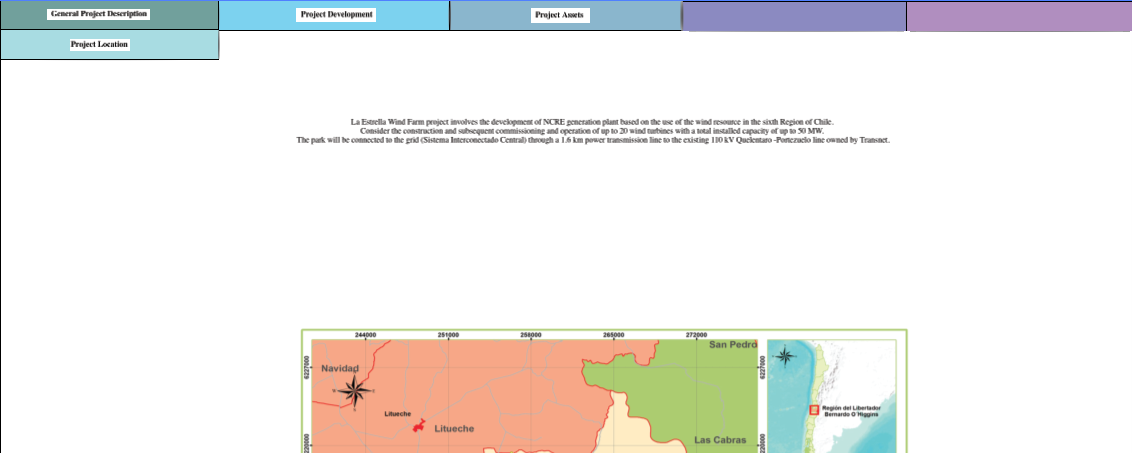 General Project Description
Project Development
Project Assets
Project Location
La Estrella Wind Farm project involves the development of NCRE generation plant based on the use of the wind resource in the sixth Region of Chile.
Consider the construction and subsequent commissioning and operation of up to 20 wind turbines with a total installed capacity of up to 50 MW.
The park will be connected to the grid (Sistema Interconectado Central) through a 1.6 km power transmission line to the existing 110 kV Quelentaro -Portezuelo line owned by Transnet.
244000 251000 258000 265000 272000
San Pedro
6227000
6227000
Navidad
Litueche
Litueche
Las Cabras
Región del Libertador
Bernardo O´Higgins